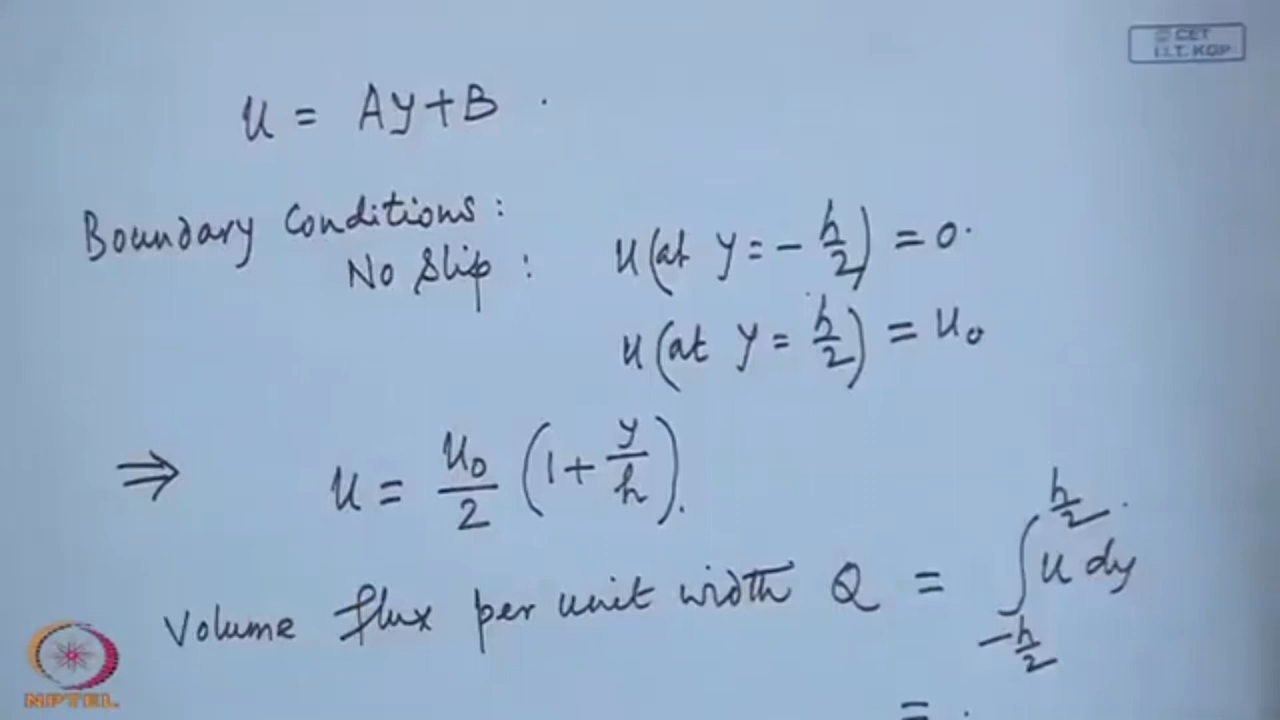 © CET
I.I.T. KGP
u = Ay + B .
Boundary Conditions :
No Slip : u(at y = - h/2) = 0.
u(at y = h/2) = u₀
⇒ u = u₀/2 (1 + y/h).
Volume flux per unit width Q = ∫_{-h/2}^{h/2} u dy
= .
NPTEL